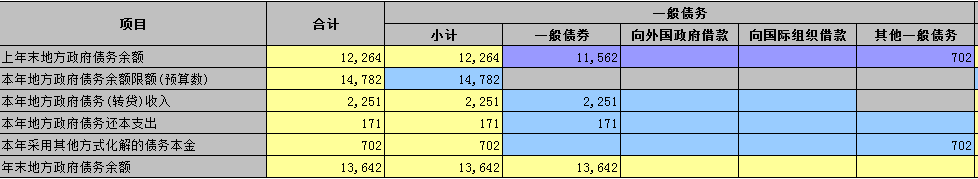 项目 合计 一般债务
小计 一般债券 向外国政府借款 向国际组织借款 其他一般债务
上年末地方政府债务余额 12,264 12,264 11,562 702
本年地方政府债务余额限额(预算数) 14,782 14,782
本年地方政府债务(转贷)收入 2,251 2,251 2,251
本年地方政府债务还本支出 171 171 171
本年采用其他方式化解的债务本金 702 702 702
年末地方政府债务余额 13,642 13,642 13,642